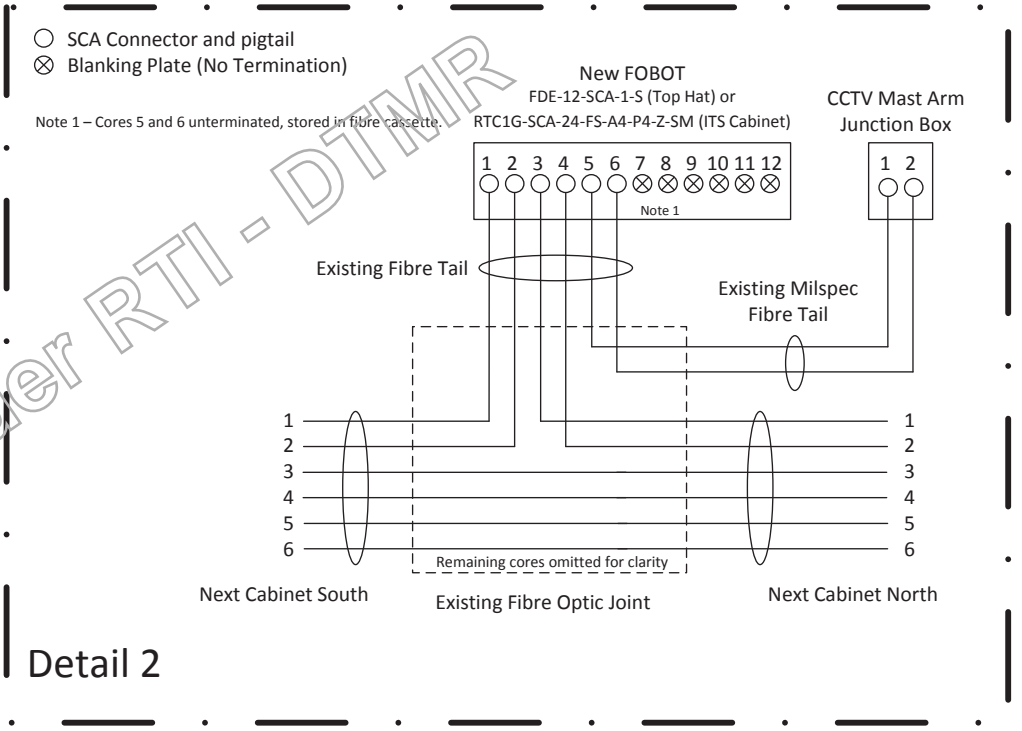 SCA Connector and pigtail
Blanking Plate (No Termination)
Note 1 – Cores 5 and 6 unterminated, stored in fibre cassette.
New FOBOT
FDE-12-SCA-1-S (Top Hat) or
RTC1G-SCA-24-FS-A4-P4-Z-SM (ITS Cabinet)
1 2 3 4 5 6 7 8 9 10 11 12
Note 1
CCTV Mast Arm
Junction Box
1 2
Existing Fibre Tail
Existing Milspec
Fibre Tail
1
2
3
4
5
6
1
2
3
4
5
6
Remaining cores omitted for clarity
Next Cabinet South
Existing Fibre Optic Joint
Next Cabinet North
Detail 2
der RTI - DTMR